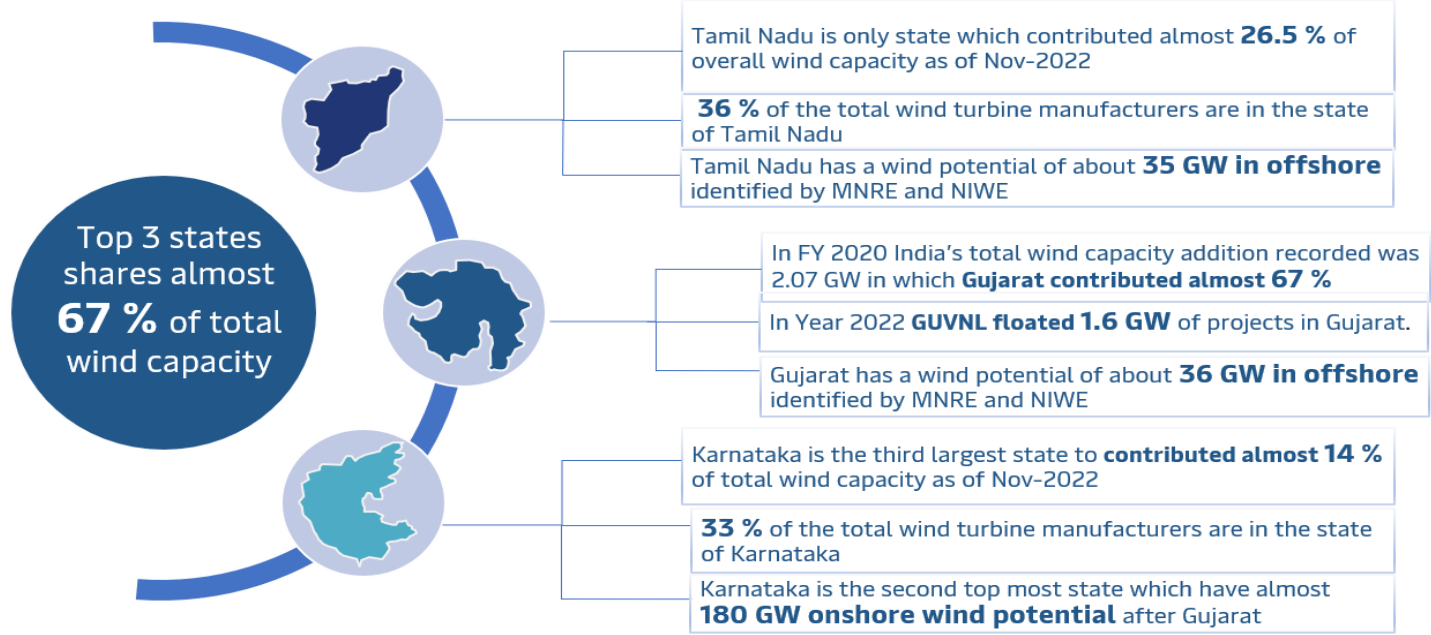 Top 3 states
shares almost
67 % of total
wind capacity
Tamil Nadu is only state which contributed almost 26.5 % of
overall wind capacity as of Nov-2022
36 % of the total wind turbine manufacturers are in the state
of Tamil Nadu
Tamil Nadu has a wind potential of about 35 GW in offshore
identified by MNRE and NIWE
In FY 2020 India’s total wind capacity addition recorded was
2.07 GW in which Gujarat contributed almost 67 %
In Year 2022 GUVNL floated 1.6 GW of projects in Gujarat.
Gujarat has a wind potential of about 36 GW in offshore
identified by MNRE and NIWE
Karnataka is the third largest state to contributed almost 14 %
of total wind capacity as of Nov-2022
33 % of the total wind turbine manufacturers are in the state
of Karnataka
Karnataka is the second top most state which have almost
180 GW onshore wind potential after Gujarat